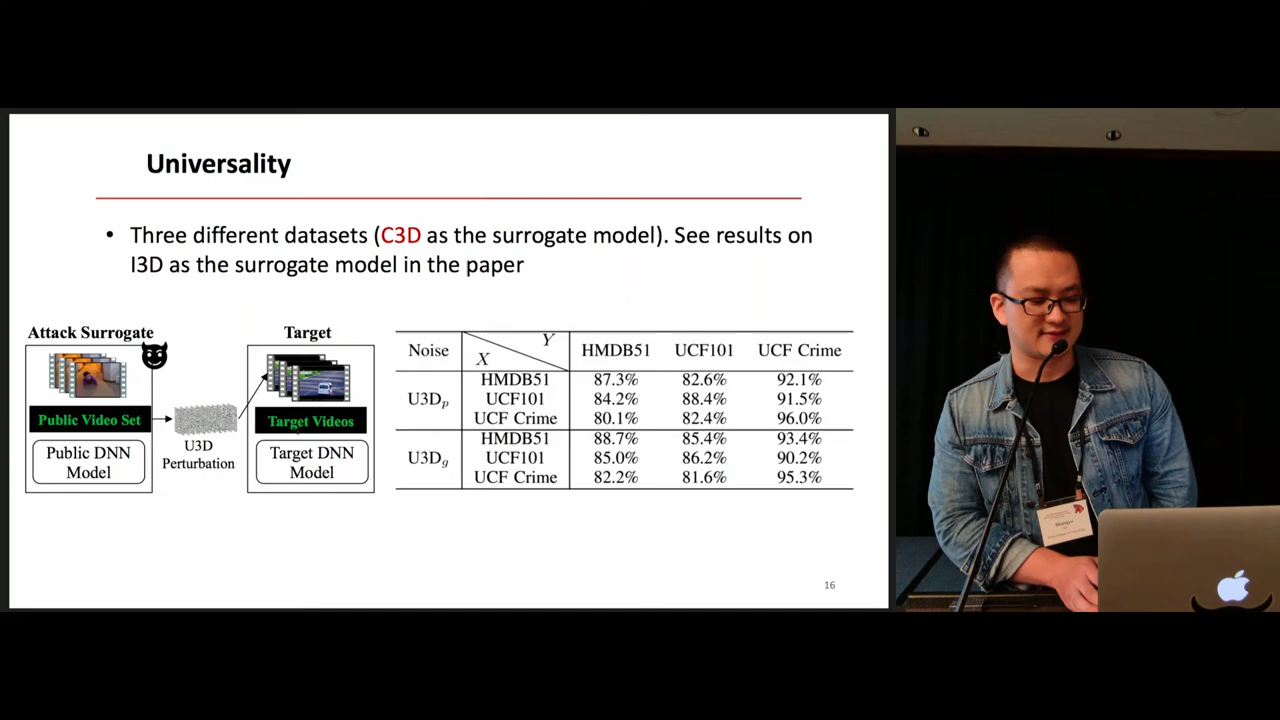 Universality
• Three different datasets (C3D as the surrogate model). See results on
I3D as the surrogate model in the paper
Attack Surrogate
Public Video Set
Public DNN
Model
U3D
Perturbation
Target
Target Videos
Target DNN
Model
Noise X Y HMDB51 UCF101 UCF Crime
U3Dp HMDB51 87.3% 82.6% 92.1%
UCF101 84.2% 88.4% 91.5%
UCF Crime 80.1% 82.4% 96.0%
U3Dg HMDB51 88.7% 85.4% 93.4%
UCF101 85.0% 86.2% 90.2%
UCF Crime 82.2% 81.6% 95.3%
16